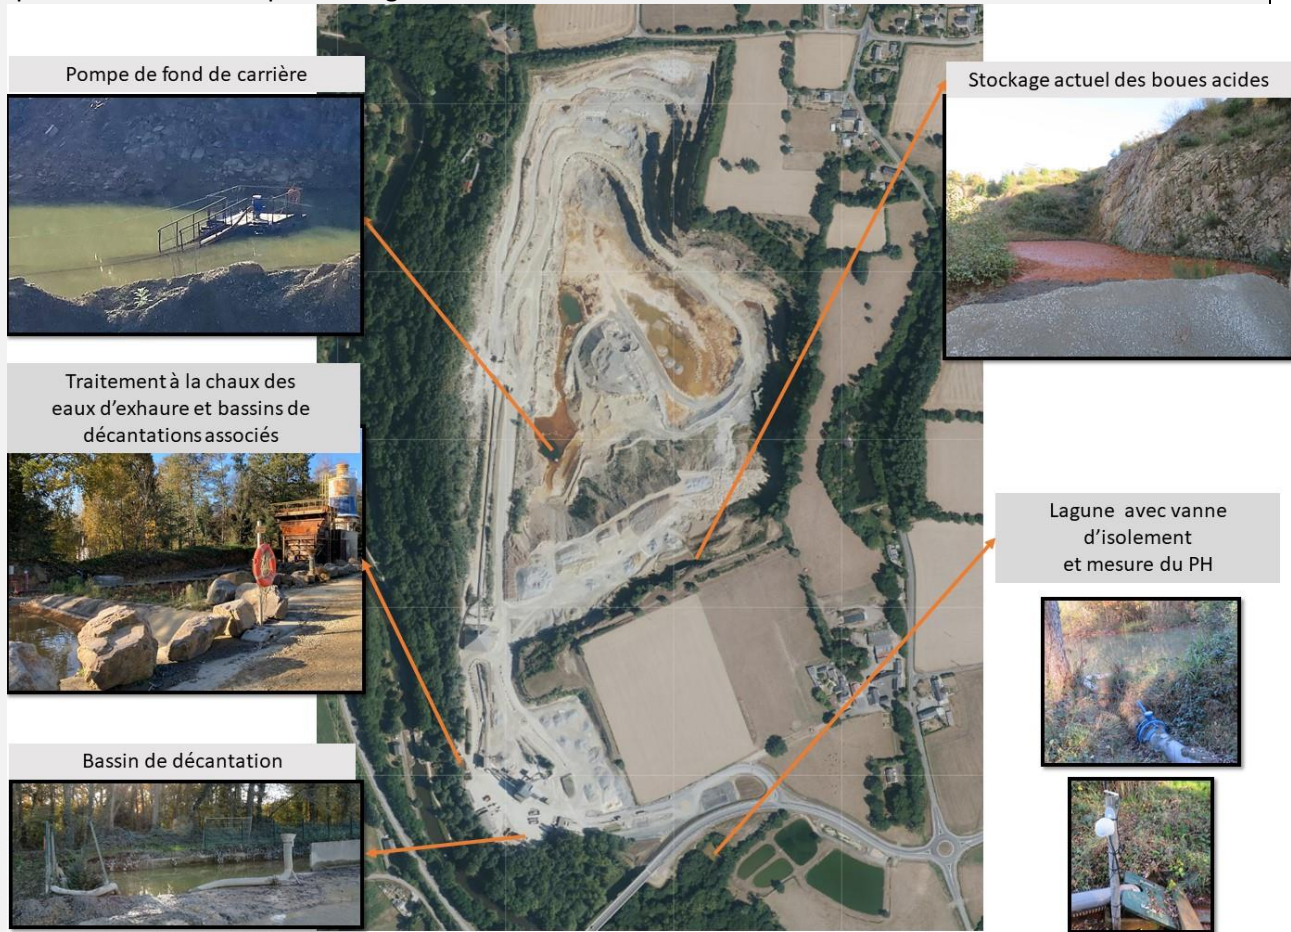 Pompe de fond de carrière
Stockage actuel des boues acides
Traitement à la chaux des
eaux d'exhaure et bassins de
décantations associés
Lagune avec vanne
d'isolement
et mesure du PH
Bassin de décantation